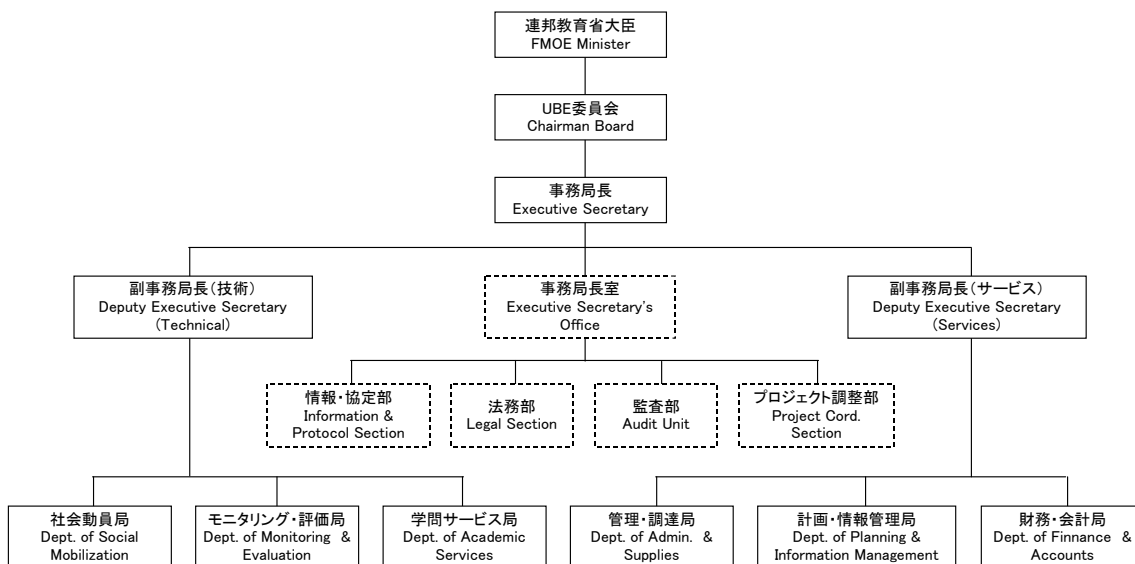 連邦教育省大臣
FMOE Minister
UBE委員会
Chairman Board
事務局長
Executive Secretary
副事務局長(技術)
Deputy Executive Secretary
(Technical)
事務局長室
Executive Secretary's
Office
副事務局長(サービス)
Deputy Executive Secretary
(Services)
情報・協定部
Information &
Protocol Section
法務部
Legal Section
監査部
Audit Unit
プロジェクト調整部
Project Cord.
Section
社会動員局
Dept. of Social
Mobilization
モニタリング・評価局
Dept. of Monitoring &
Evaluation
学問サービス局
Dept. of Academic
Services
管理・調達局
Dept. of Admin. &
Supplies
計画・情報管理局
Dept. of Planning &
Information Management
財務・会計局
Dept. of Finnance &
Accounts